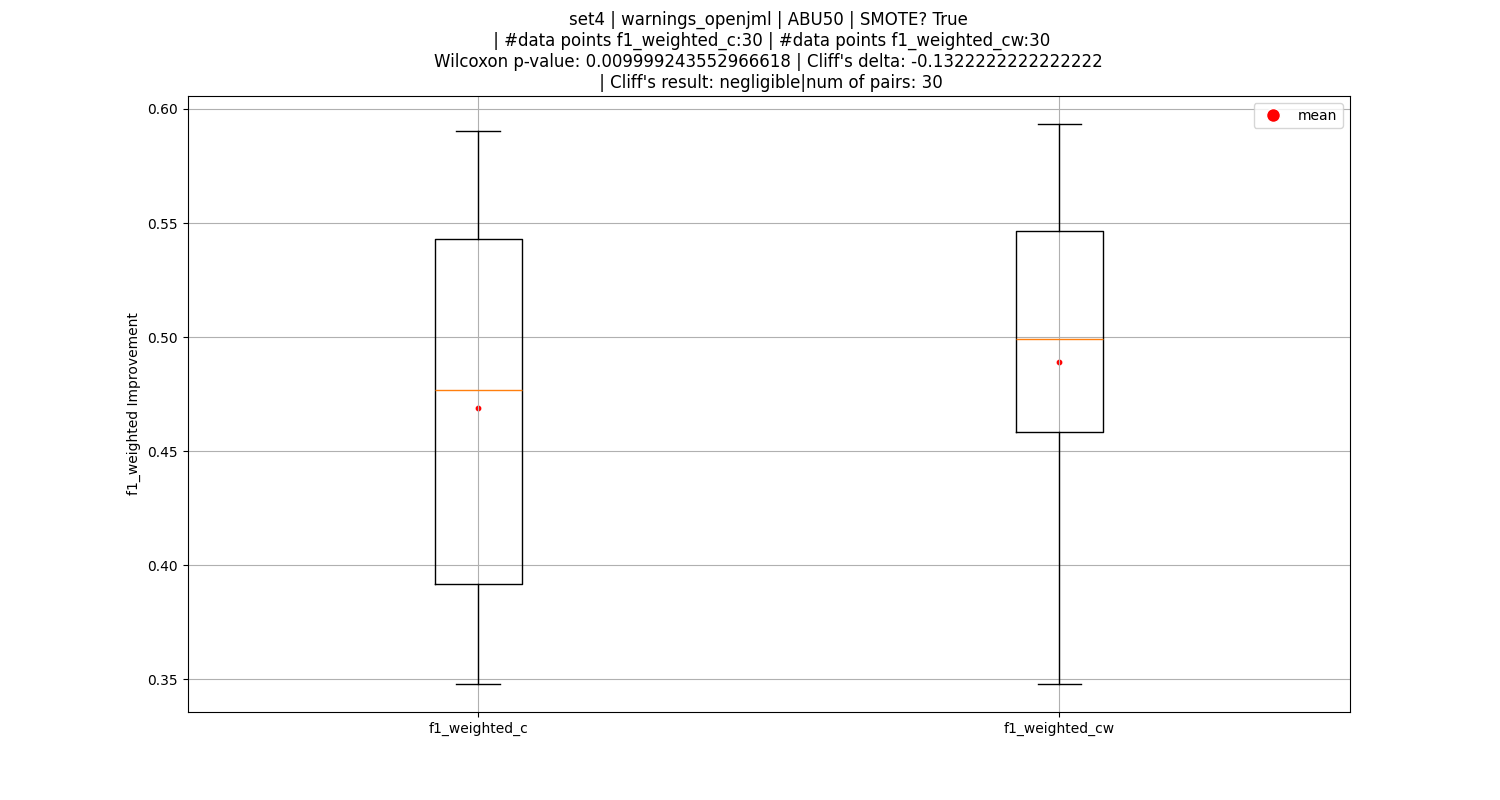 set4 | warnings_openjml | ABU50 | SMOTE? True
| #data points f1_weighted_c:30 | #data points f1_weighted_cw:30
Wilcoxon p-value: 0.009999243552966618 | Cliff's delta: -0.1322222222222222
| Cliff's result: negligible|num of pairs: 30
mean
f1_weighted Improvement
0.60
0.55
0.50
0.45
0.40
0.35
f1_weighted_c
f1_weighted_cw